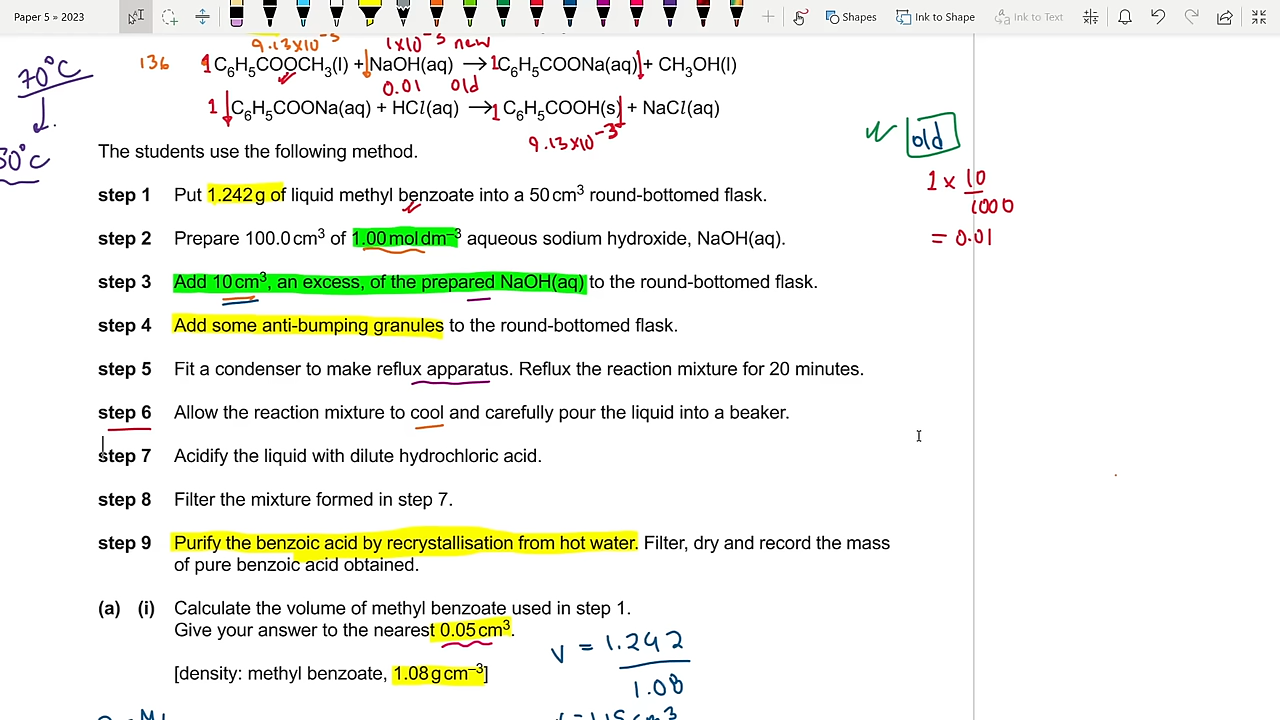 Paper 5 » 2023
Shapes
Ink to Shape
Ink to Text
9.13x10⁻³ 1x10⁻³ new
136 1 C₆H₅COOCH₃(l) + NaOH(aq) → 1 C₆H₅COONa(aq) + CH₃OH(l)
0.01 old
1 C₆H₅COONa(aq) + HCl(aq) → 1 C₆H₅COOH(s) + NaCl(aq)
9.13x10⁻³
70°C
30°C
old
1 x 10
1000
= 0.01
The students use the following method.
step 1 Put 1.242 g of liquid methyl benzoate into a 50 cm³ round-bottomed flask.
step 2 Prepare 100.0 cm³ of 1.00 mol dm⁻³ aqueous sodium hydroxide, NaOH(aq).
step 3 Add 10 cm³, an excess, of the prepared NaOH(aq) to the round-bottomed flask.
step 4 Add some anti-bumping granules to the round-bottomed flask.
step 5 Fit a condenser to make reflux apparatus. Reflux the reaction mixture for 20 minutes.
step 6 Allow the reaction mixture to cool and carefully pour the liquid into a beaker.
step 7 Acidify the liquid with dilute hydrochloric acid.
step 8 Filter the mixture formed in step 7.
step 9 Purify the benzoic acid by recrystallisation from hot water. Filter, dry and record the mass
of pure benzoic acid obtained.
(a) (i) Calculate the volume of methyl benzoate used in step 1.
Give your answer to the nearest 0.05 cm³.
[density: methyl benzoate, 1.08 g cm⁻³]
V = 1.242
1.08